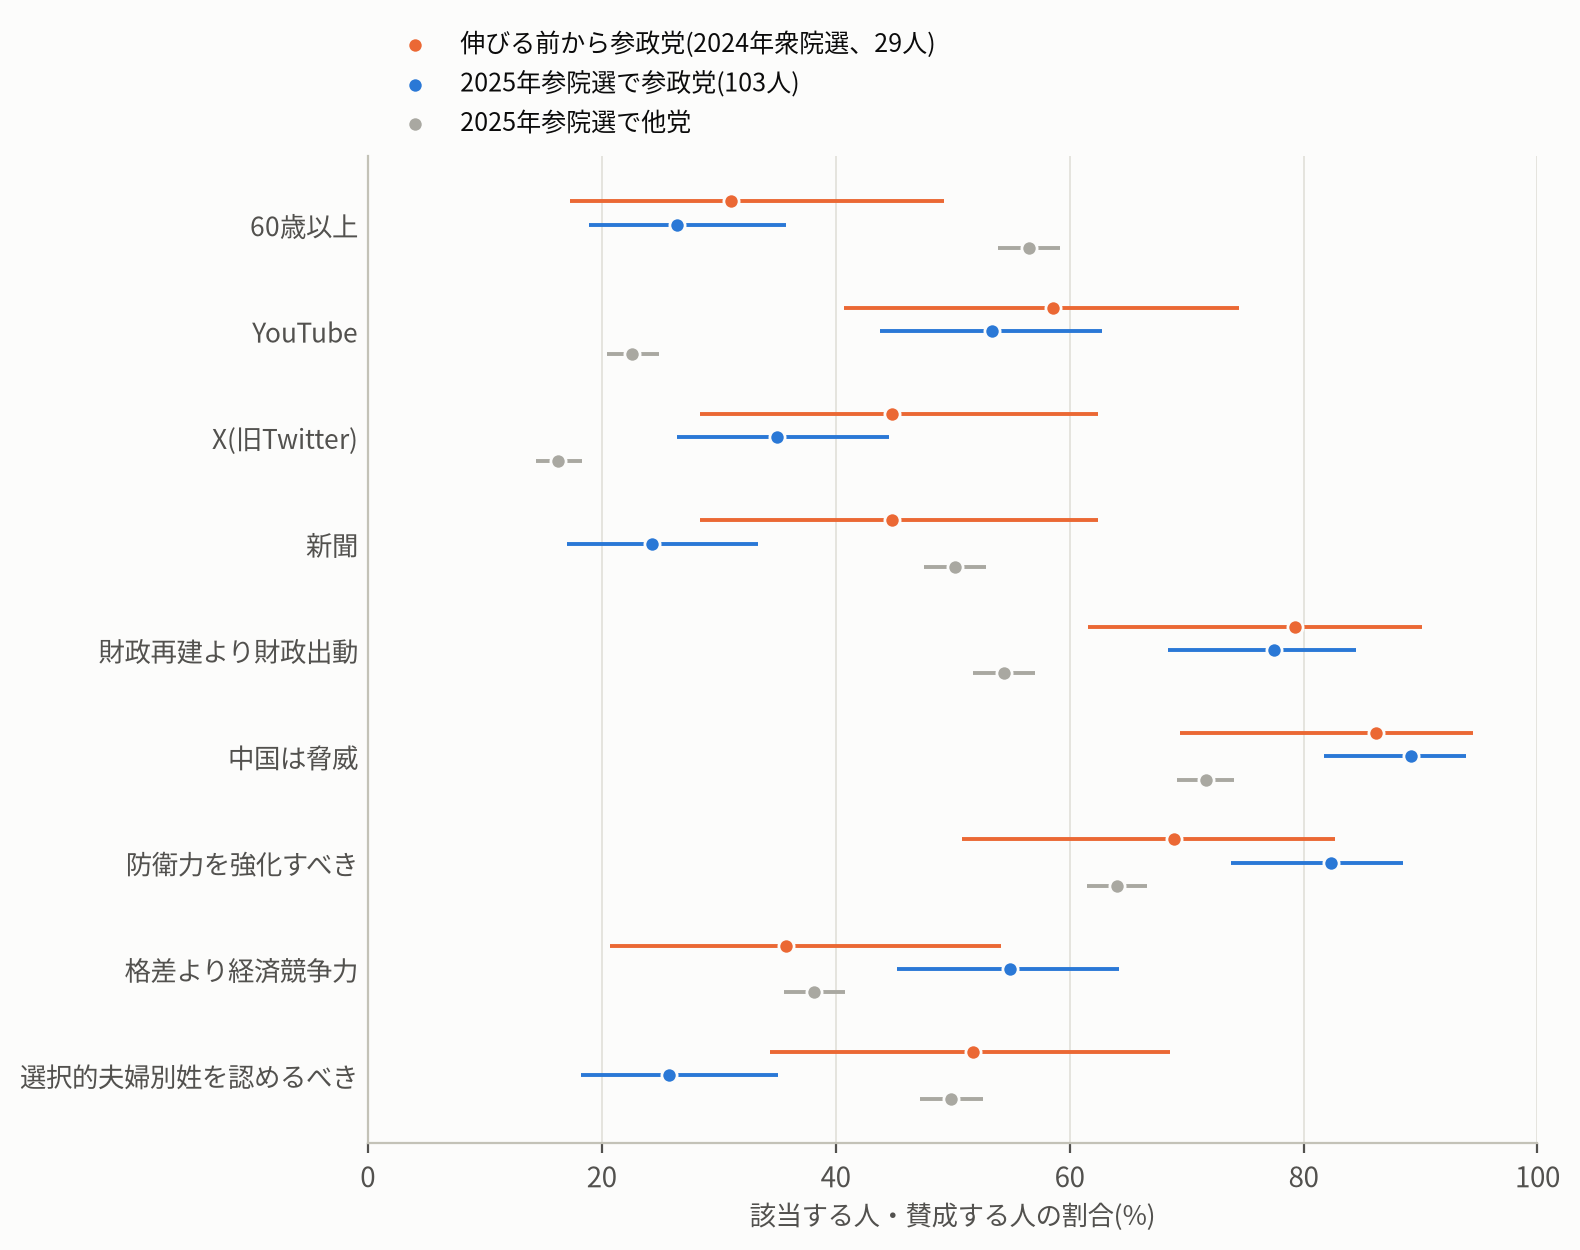 伸びる前から参政党(2024年衆院選、29人)
2025年参院選で参政党(103人)
2025年参院選で他党
60歳以上
YouTube
X(旧Twitter)
新聞
財政再建より財政出動
中国は脅威
防衛力を強化すべき
格差より経済競争力
選択的夫婦別姓を認めるべき
0 20 40 60 80 100
該当する人・賛成する人の割合(%)